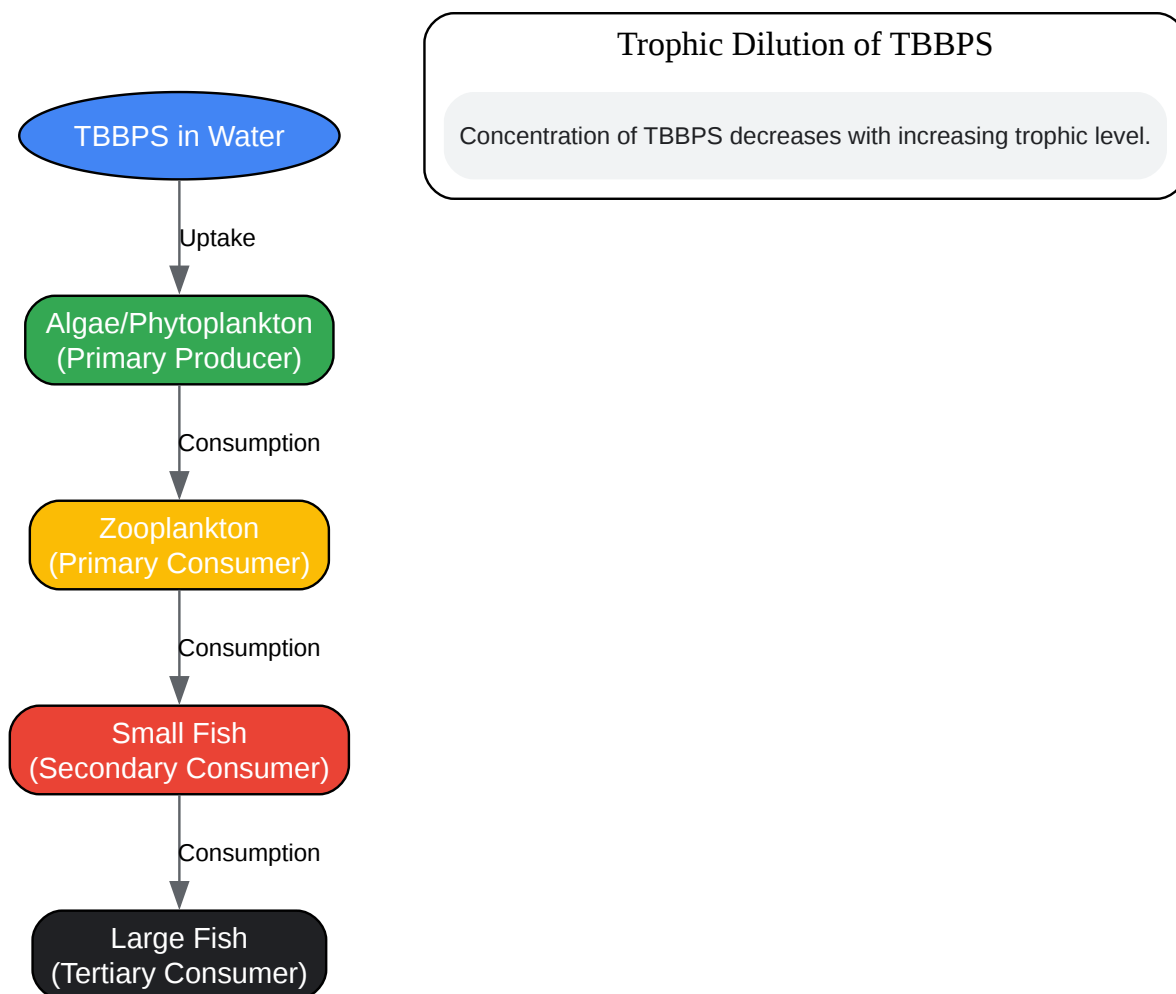 Trophic Dilution of TBBPS
Concentration of TBBPS decreases with increasing trophic level.
TBBPS in Water
Uptake
Algae/Phytoplankton
(Primary Producer)
Consumption
Zooplankton
(Primary Consumer)
Consumption
Small Fish
(Secondary Consumer)
Consumption
Large Fish
(Tertiary Consumer)